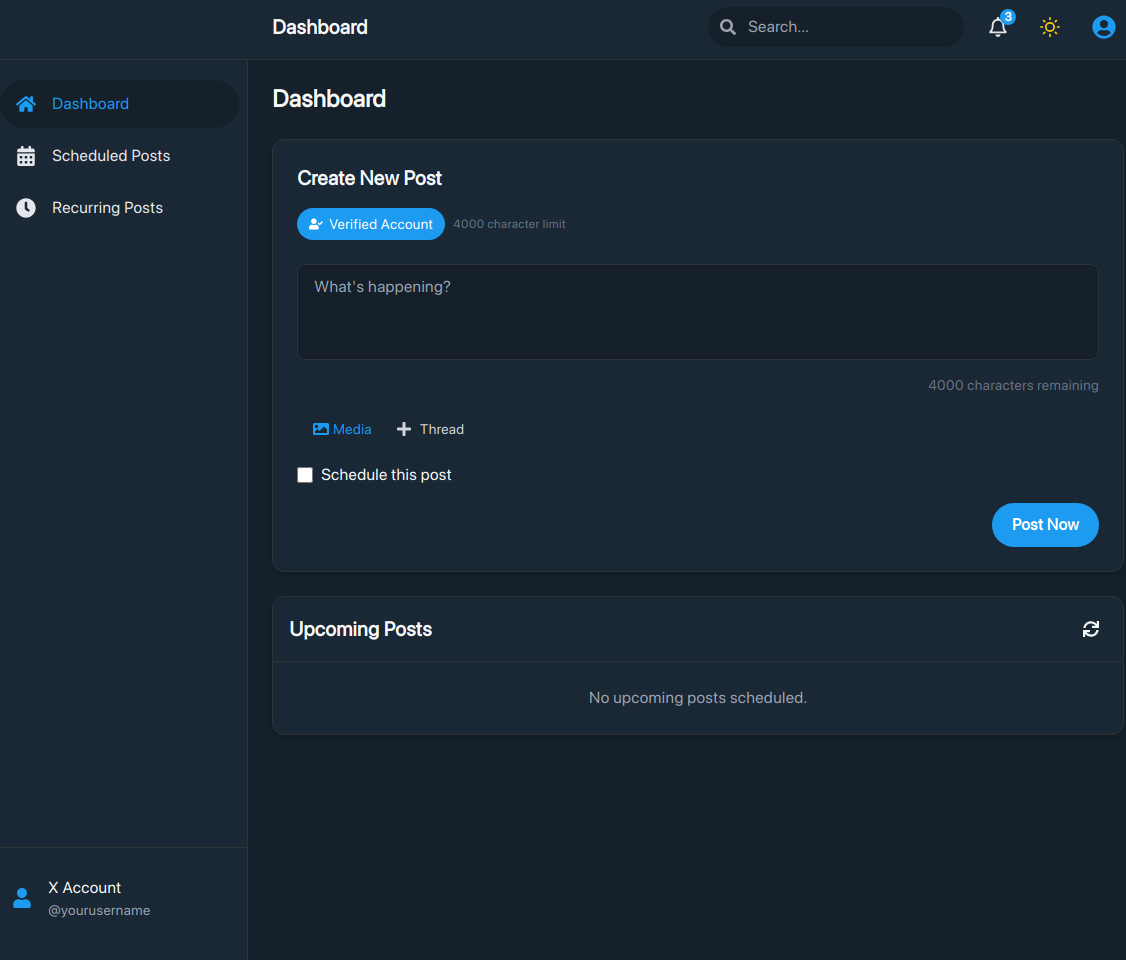 Dashboard
Search...
3
Dashboard
Scheduled Posts
Recurring Posts
Dashboard
Create New Post
Verified Account
4000 character limit
What's happening?
4000 characters remaining
Media
Thread
Schedule this post
Post Now
Upcoming Posts
No upcoming posts scheduled.
X Account
@yourusername